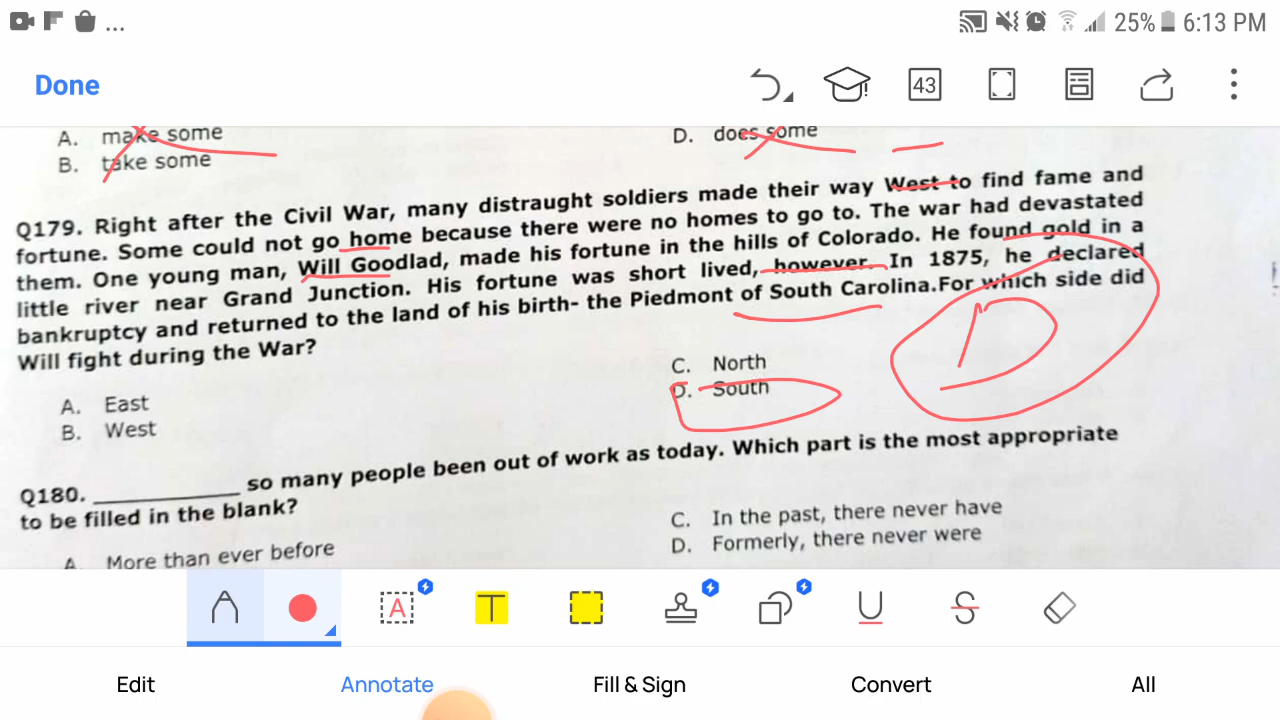 ...
25% 6:13 PM
Done
43
A. make some
B. take some
D. does some
Q179. Right after the Civil War, many distraught soldiers made their way West to find fame and
fortune. Some could not go home because there were no homes to go to. The war had devastated
them. One young man, Will Goodlad, made his fortune in the hills of Colorado. He found gold in a
little river near Grand Junction. His fortune was short lived, however. In 1875, he declared
bankruptcy and returned to the land of his birth- the Piedmont of South Carolina.For which side did
Will fight during the War?
A. East
B. West
C. North
D. South
D
Q180. __________ so many people been out of work as today. Which part is the most appropriate
to be filled in the blank?
A More than ever before
C. In the past, there never have
D. Formerly, there never were
A T U S
Edit Annotate Fill & Sign Convert All